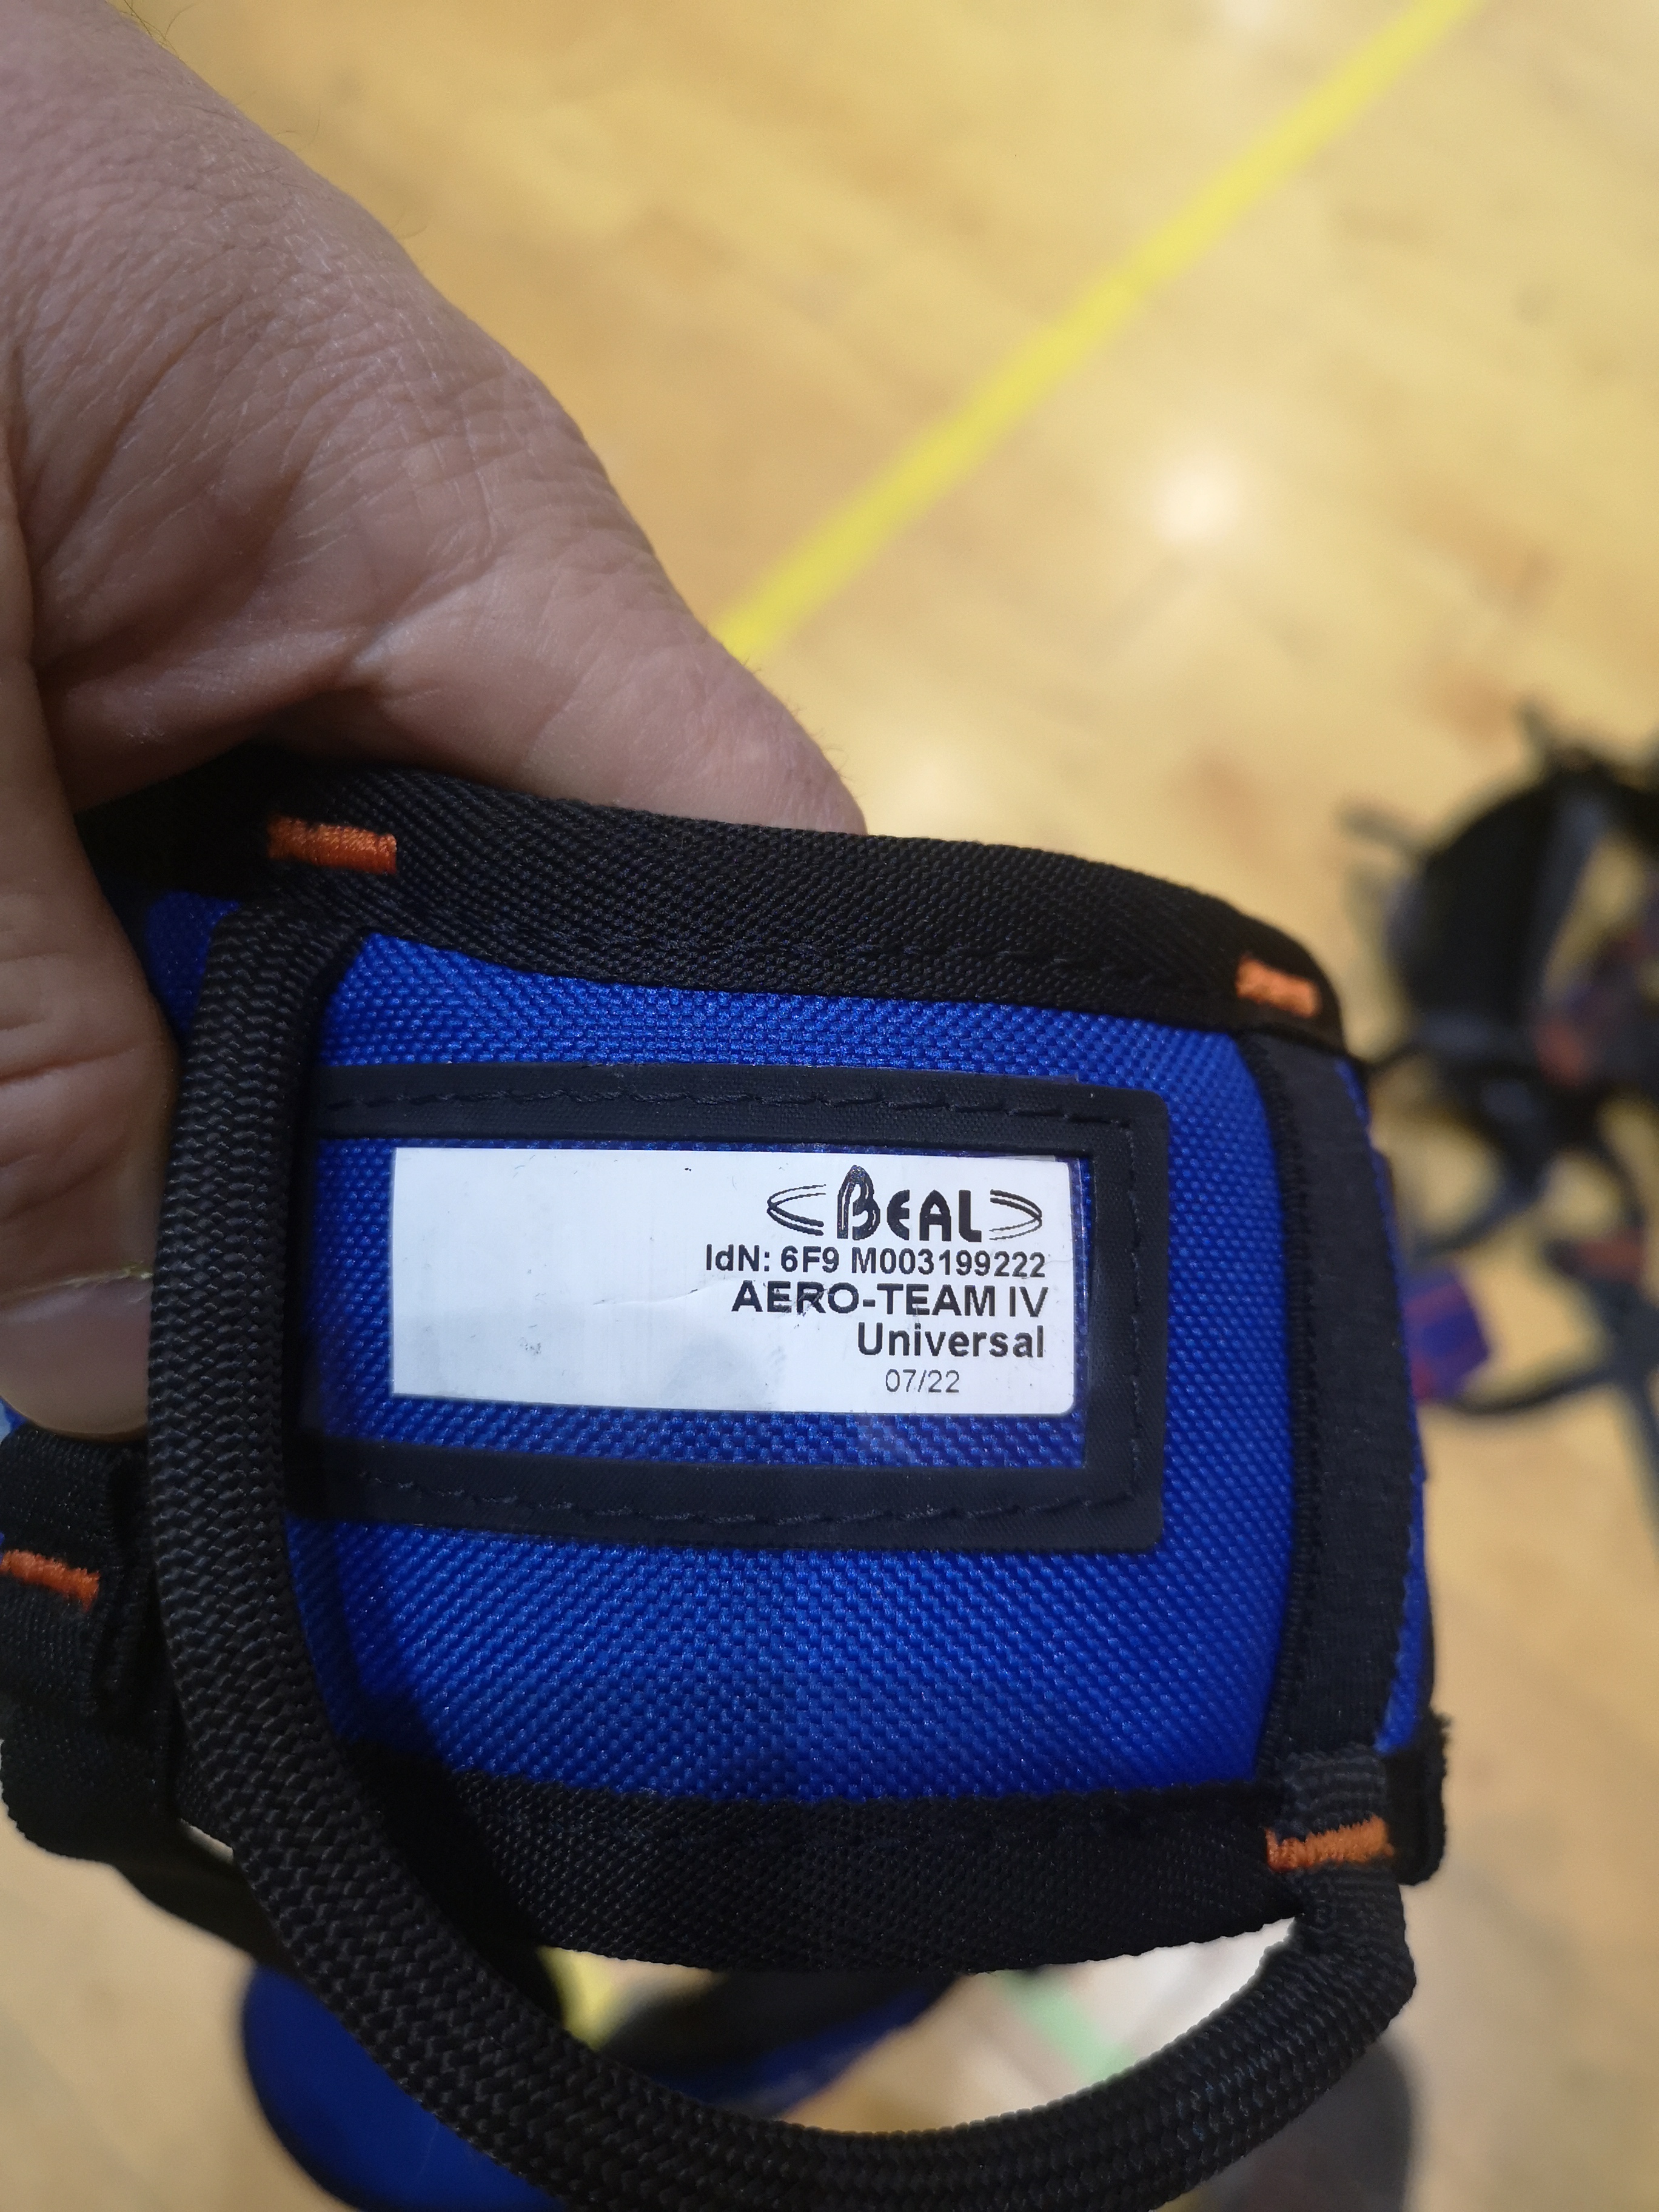 BEAL
IdN: 6F9 M003199222
AERO-TEAM IV
Universal
07/22